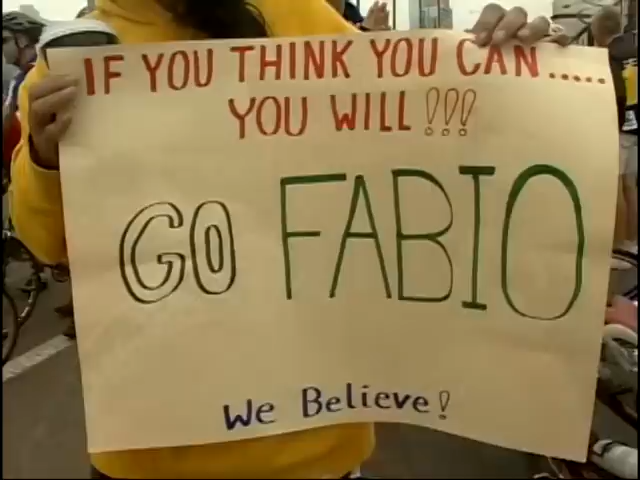 IF YOU THINK YOU CAN.....
YOU WILL!!!
GO FABIO
We Believe!